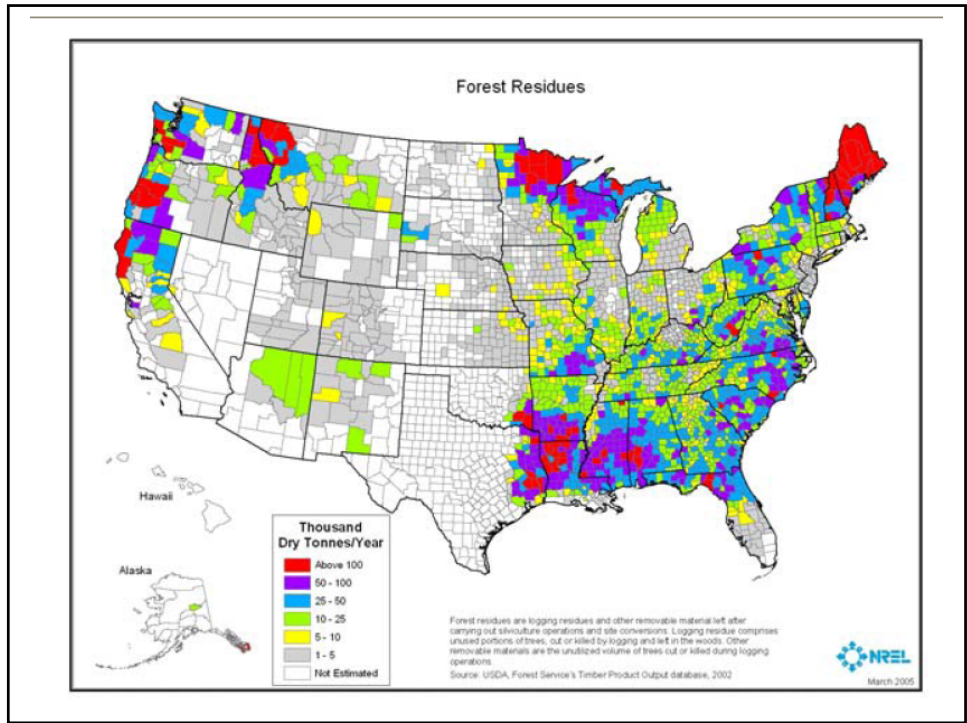 Forest Residues
Hawaii
Alaska
Thousand
Dry Tonnes/Year
Above 100
50 - 100
25 - 50
10 - 25
5 - 10
1 - 5
Not Estimated
Forest residues are logging residues and other removable material left after
carrying out silviculture operations and site conversions. Logging residue comprises
unused portions of trees, cut or killed by logging and left in the woods. Other
removable materials are the unutilized volume of trees cut or killed during logging
operations.
Source: USDA, Forest Service's Timber Product Output database, 2002
NREL
March 2005